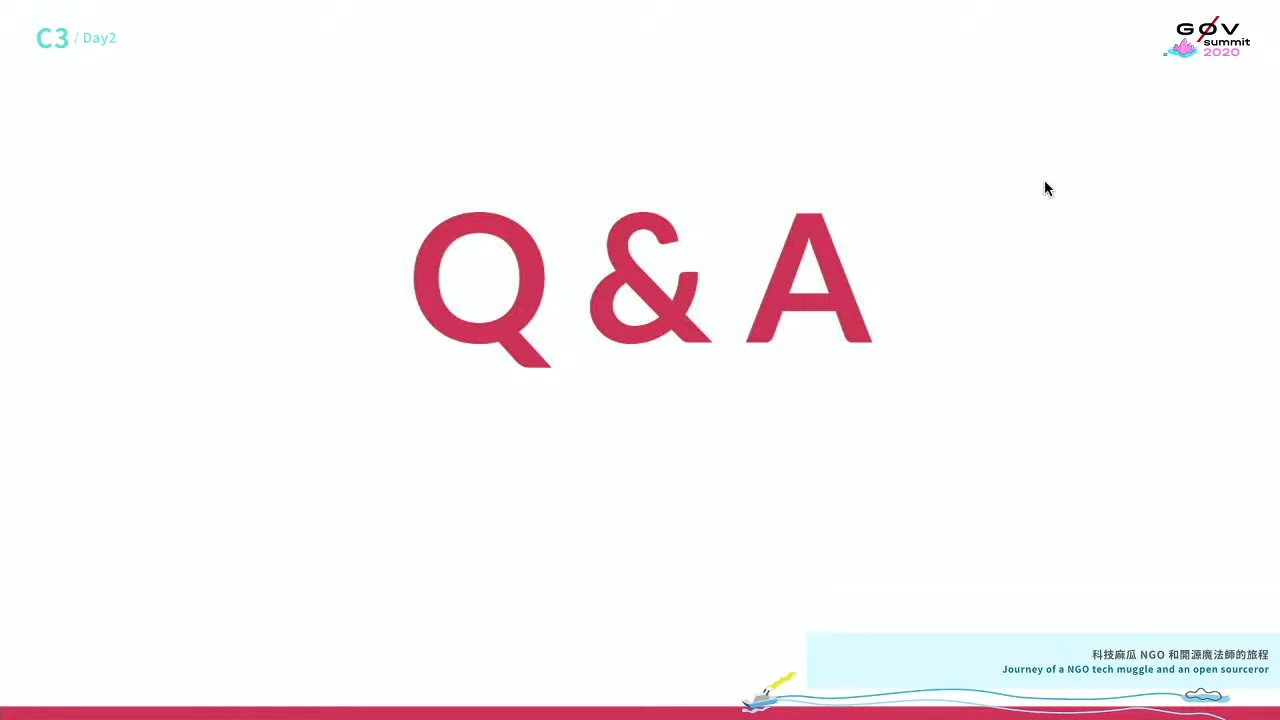 C3 / Day2
GØV
summit
2020
Q & A
科技麻瓜 NGO 和開源魔法師的旅程
Journey of a NGO tech muggle and an open sourceror